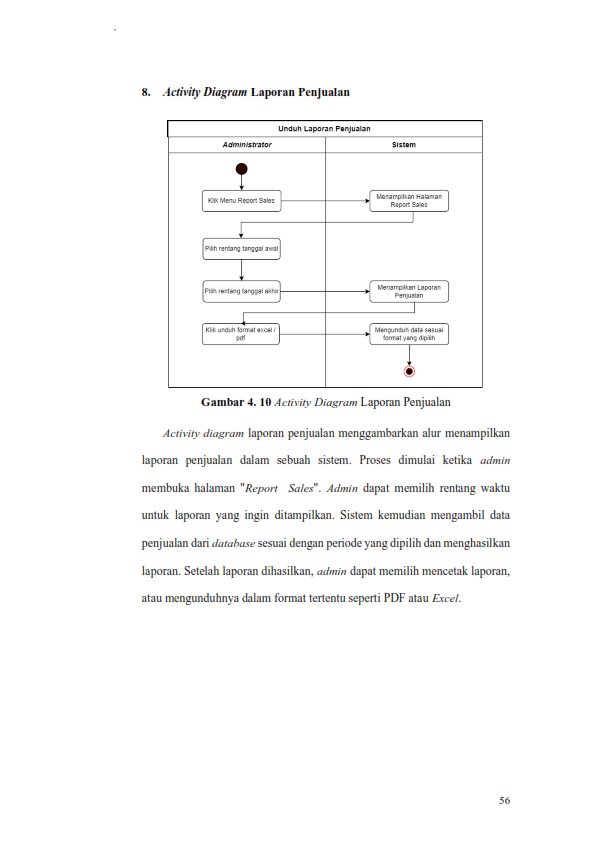 8. Activity Diagram Laporan Penjualan
Unduh Laporan Penjualan
Administrator
Sistem
Klik Menu Report Sales
Menampilkan Halaman
Report Sales
Pilih rentang tanggal awal
Pilih rentang tanggal akhir
Menampilkan Laporan
Penjualan
Klik unduh format excel /
pdf
Mengunduh data sesuai
format yang dipilih
Gambar 4. 10 Activity Diagram Laporan Penjualan
Activity diagram laporan penjualan menggambarkan alur menampilkan
laporan penjualan dalam sebuah sistem. Proses dimulai ketika admin
membuka halaman "Report Sales". Admin dapat memilih rentang waktu
untuk laporan yang ingin ditampilkan. Sistem kemudian mengambil data
penjualan dari database sesuai dengan periode yang dipilih dan menghasilkan
laporan. Setelah laporan dihasilkan, admin dapat memilih mencetak laporan,
atau mengunduhnya dalam format tertentu seperti PDF atau Excel.
56